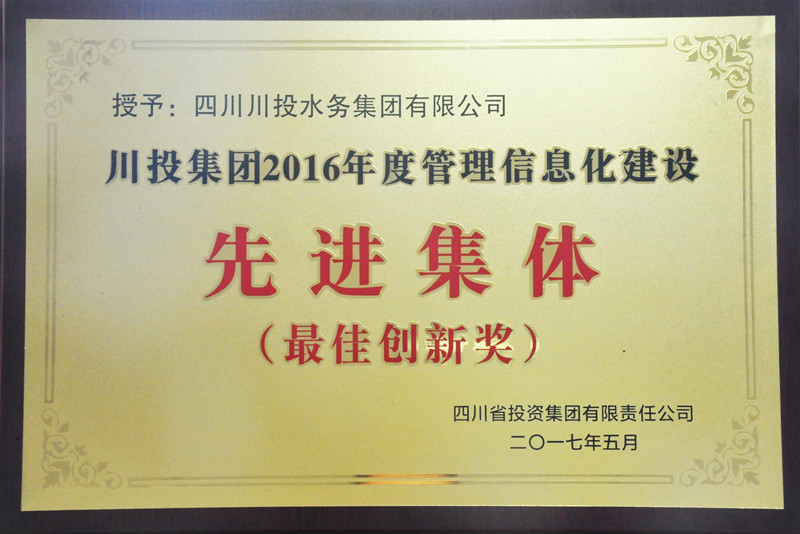 授予：四川川投水务集团有限公司
川投集团2016年度管理信息化建设
先进集体
（最佳创新奖）
四川省投资集团有限责任公司
二〇一七年五月